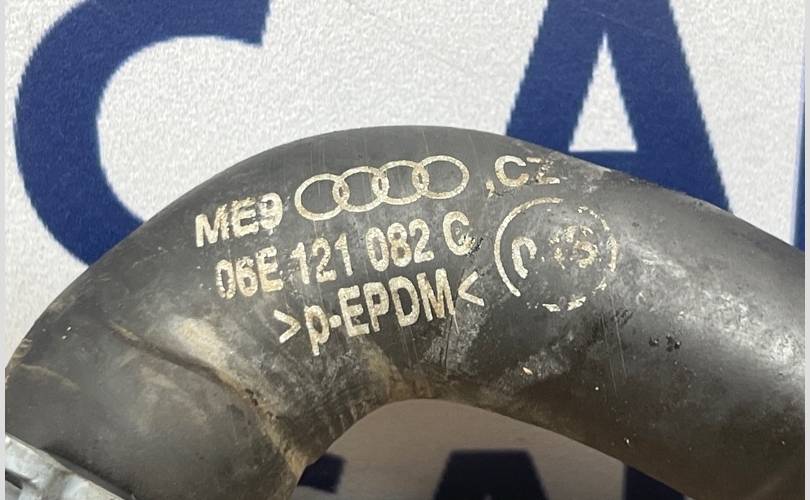 ME9 ,CZ
06E 121 082 C
>p-EPDM<